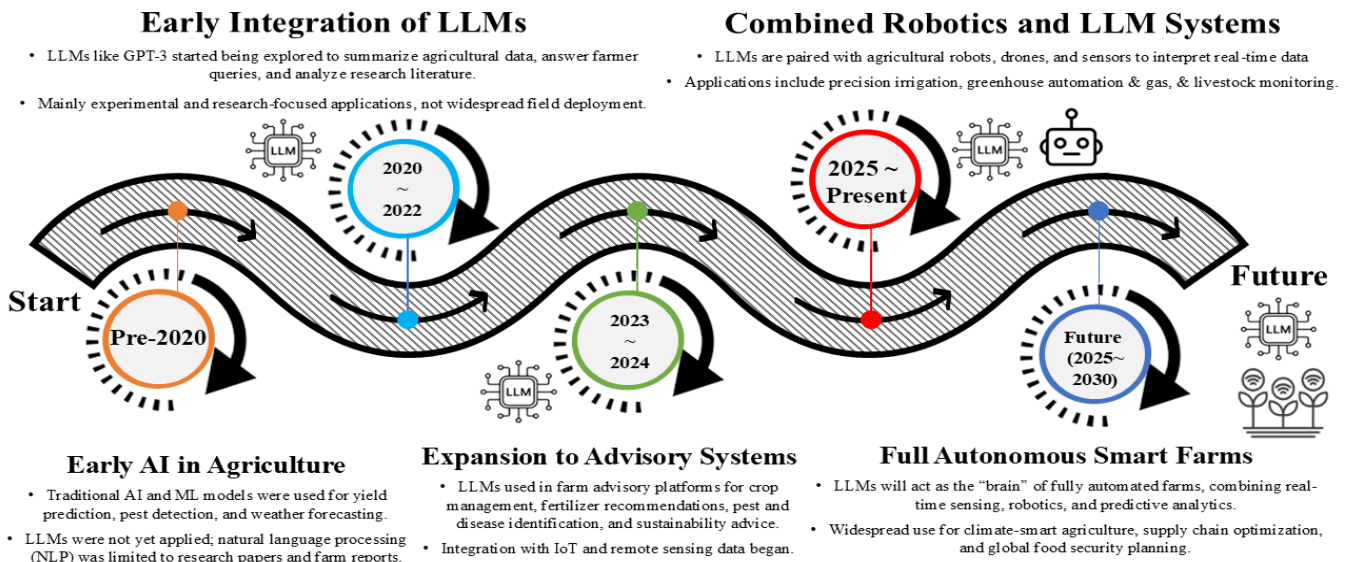 Early Integration of LLMs
• LLMs like GPT-3 started being explored to summarize agricultural data, answer farmer
queries, and analyze research literature.
• Mainly experimental and research-focused applications, not widespread field deployment.
Combined Robotics and LLM Systems
• LLMs are paired with agricultural robots, drones, and sensors to interpret real-time data
• Applications include precision irrigation, greenhouse automation & gas, & livestock monitoring.
LLM
2020
~
2022
2025 ~
Present
LLM
Start
Pre-2020
LLM
2023
~
2024
Future
(2025~
2030)
Future
LLM
Early AI in Agriculture
• Traditional AI and ML models were used for yield
prediction, pest detection, and weather forecasting.
• LLMs were not yet applied; natural language processing
(NLP) was limited to research papers and farm reports.
Expansion to Advisory Systems
• LLMs used in farm advisory platforms for crop
management, fertilizer recommendations, pest and
disease identification, and sustainability advice.
• Integration with IoT and remote sensing data began.
Full Autonomous Smart Farms
• LLMs will act as the “brain” of fully automated farms, combining real-
time sensing, robotics, and predictive analytics.
• Widespread use for climate-smart agriculture, supply chain optimization,
and global food security planning.